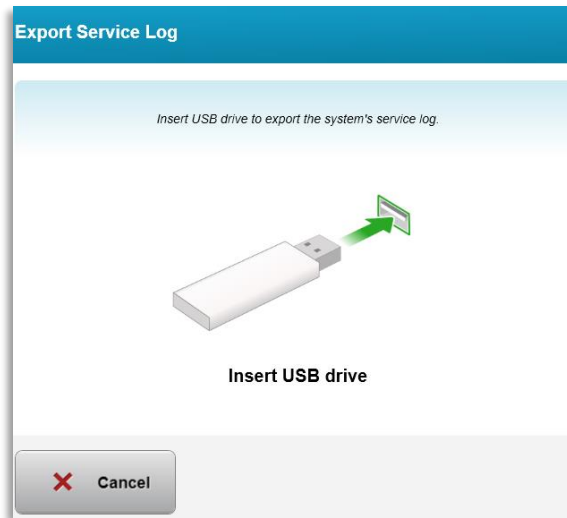 Export Service Log
Insert USB drive to export the system's service log.
Insert USB drive
Cancel